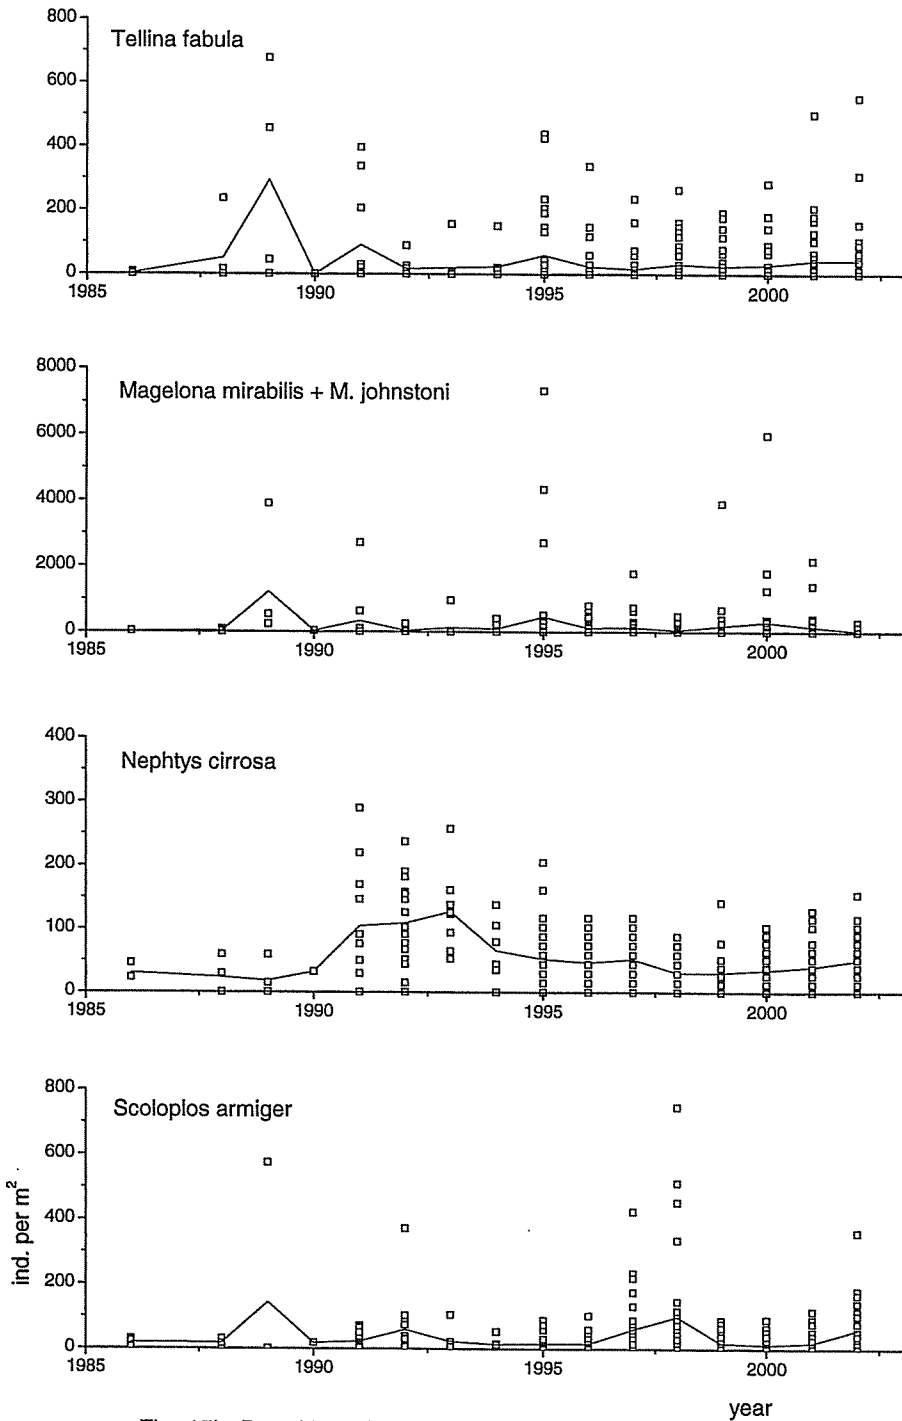 Tellina fabula
800
600
400
200
0
1985 1990 1995 2000
Magelona mirabilis + M. johnstoni
8000
6000
4000
2000
0
1985 1990 1995 2000
Nephtys cirrosa
400
300
200
100
0
1985 1990 1995 2000
Scoloplos armiger
800
600
400
200
0
ind. per m²
1985 1990 1995 2000
year